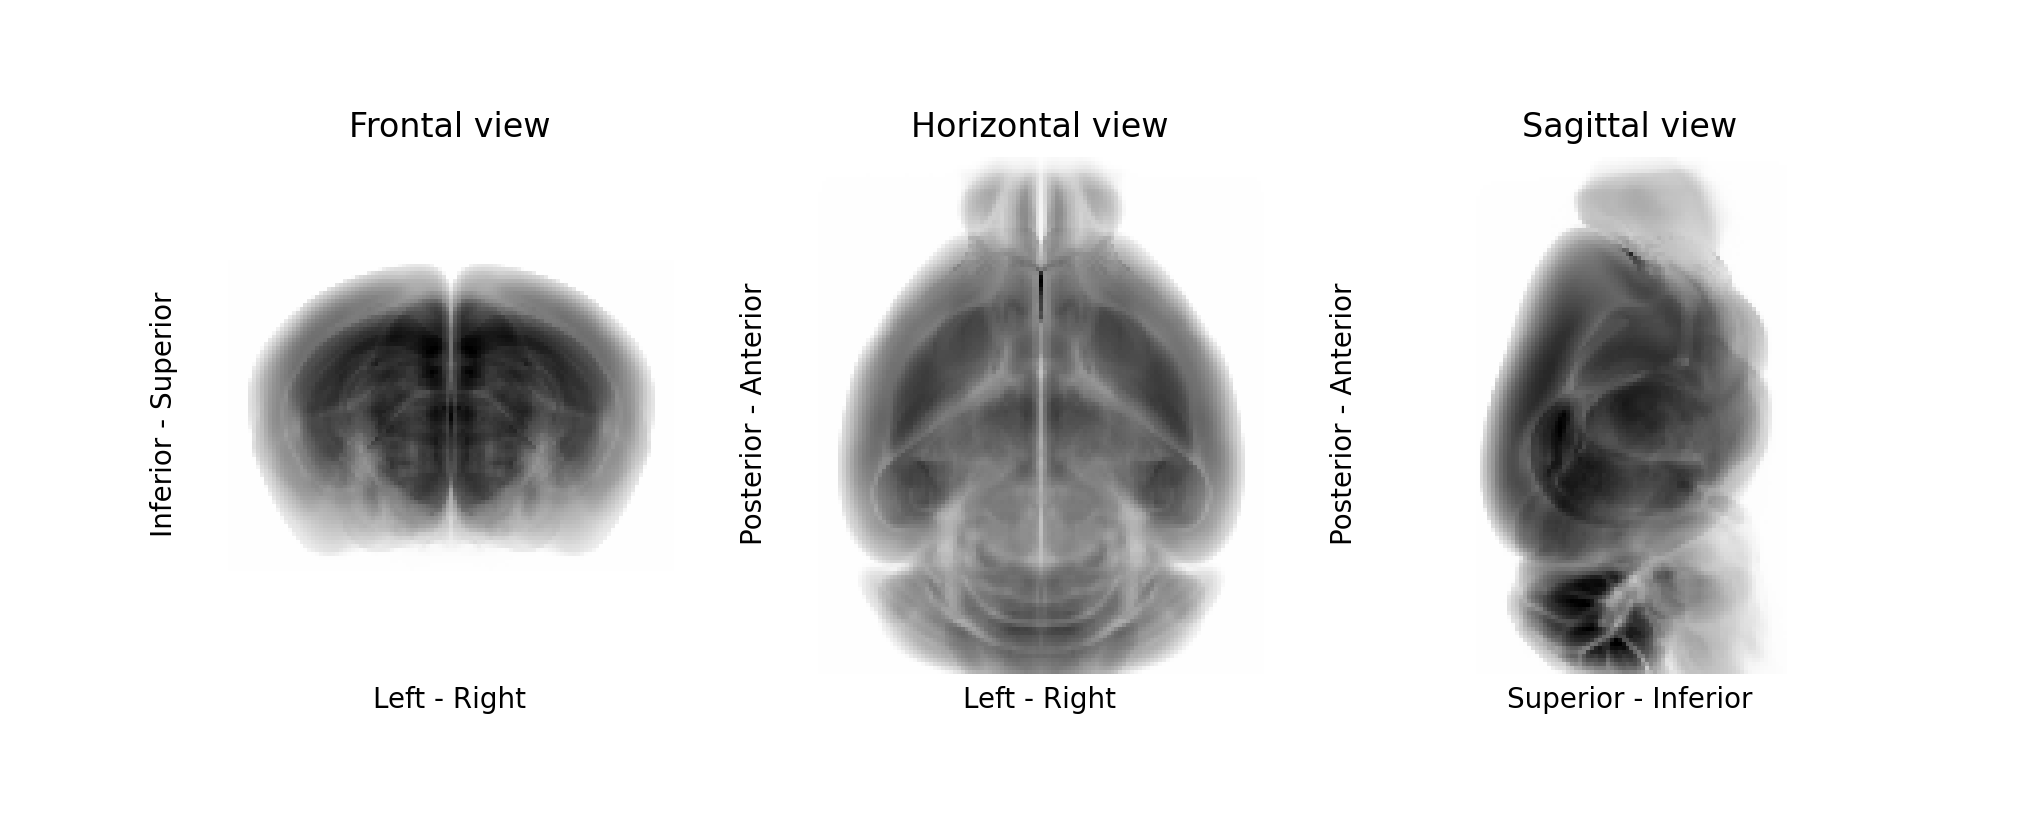 Frontal view
Horizontal view
Sagittal view
Inferior - Superior
Posterior - Anterior
Posterior - Anterior
Left - Right
Left - Right
Superior - Inferior